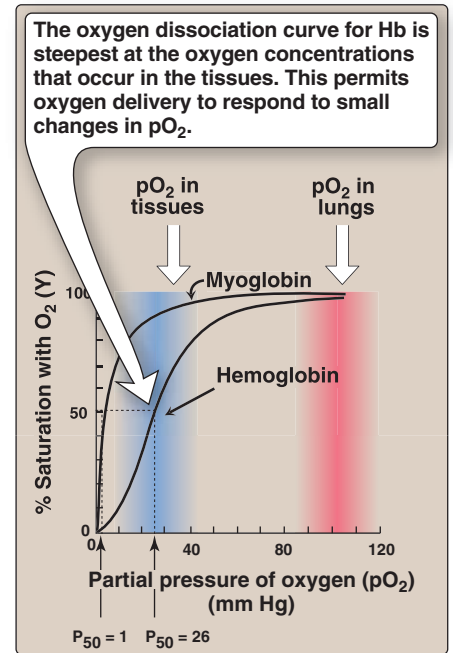 The oxygen dissociation curve for Hb is
steepest at the oxygen concentrations
that occur in the tissues. This permits
oxygen delivery to respond to small
changes in pO₂.
pO₂ in
tissues
pO₂ in
lungs
% Saturation with O₂ (Y)
100
Myoglobin
Hemoglobin
50
0
0
40
80
120
Partial pressure of oxygen (pO₂)
(mm Hg)
P₅₀ = 1
P₅₀ = 26